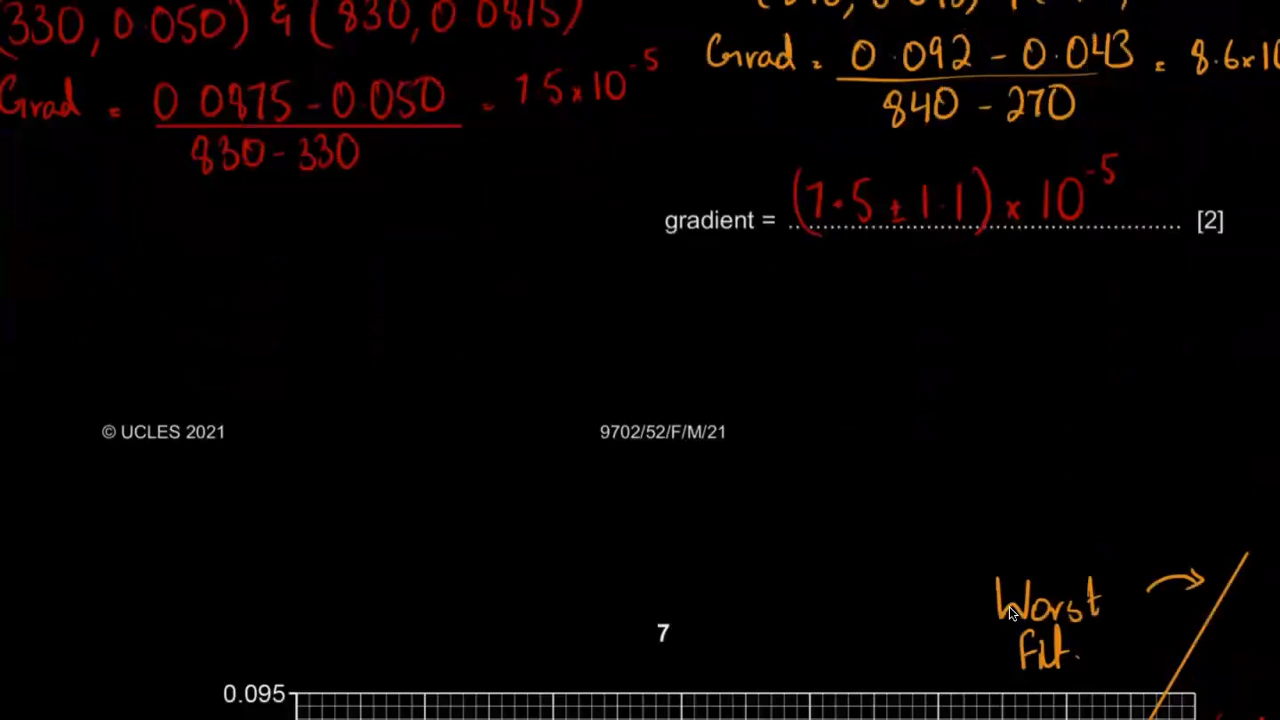 (330, 0.050) & (830, 0.0875)
Grad = 0.0875 - 0.050 = 7.5 x 10^-5
830 - 330
Grad = 0.092 - 0.043 = 8.6 x 10
840 - 270
gradient = (7.5 ± 1.1) x 10^-5 [2]
© UCLES 2021 9702/52/F/M/21
Worst
Fit.
7
0.095